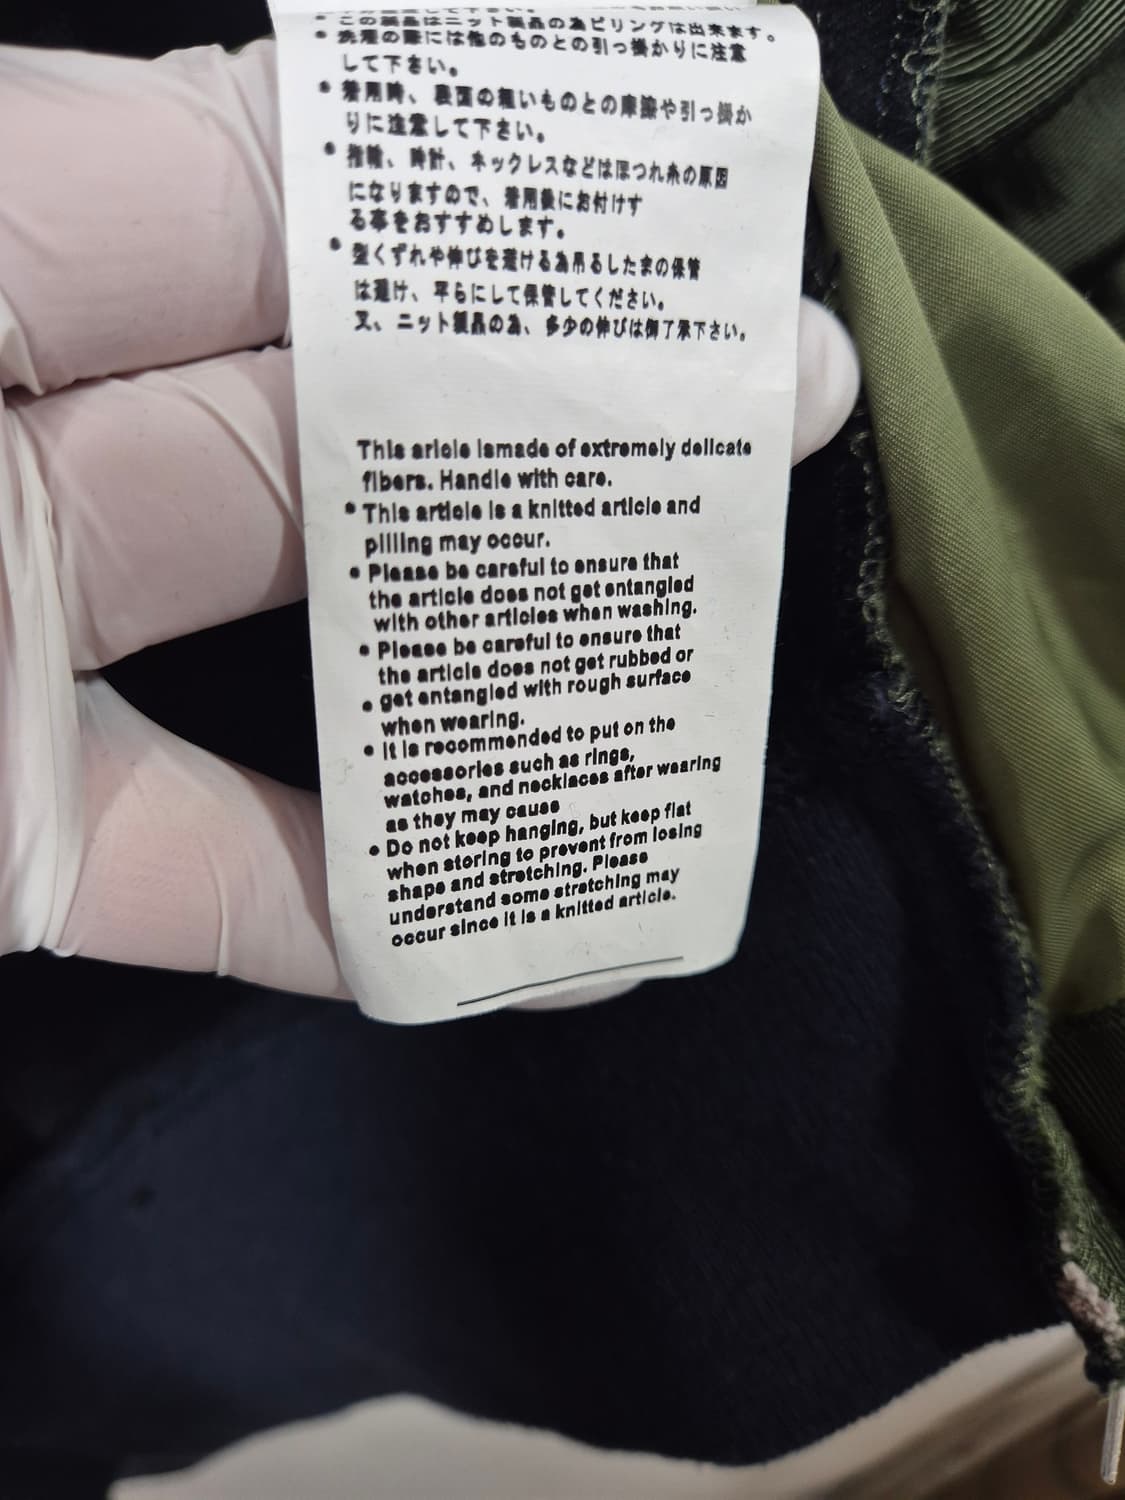 • この製品はニット製品の為ピリングは出来ます。
• 洗濯の際には他のものとの引っ掛かりに注意
して下さい。
• 着用時、表面の粗いものとの摩擦や引っ掛か
りに注意して下さい。
• 指輪、時計、ネックレスなどはほつれ糸の原因
になりますので、着用後にお付けす
る事をおすすめします。
• 型くずれや伸びを避ける為吊るしたまの保管
は避け、平らにして保管してください。
又、ニット製品の為、多少の伸びは御了承下さい。
This ariole ismade of extremely delicate
fibers. Handle with care.
• This article is a knitted article and
pilling may occur.
• Please be careful to ensure that
the article does not get entangled
with other articles when washing.
• Please be careful to ensure that
the article does not get rubbed or
• get entangled with rough surface
when wearing.
• It is recommended to put on the
accessories such as rings,
watches, and necklaces after wearing
as they may cause
• Do not keep hanging, but keep flat
when storing to prevent from losing
shape and stretching. Please
understand some stretching may
occur since it is a knitted article.